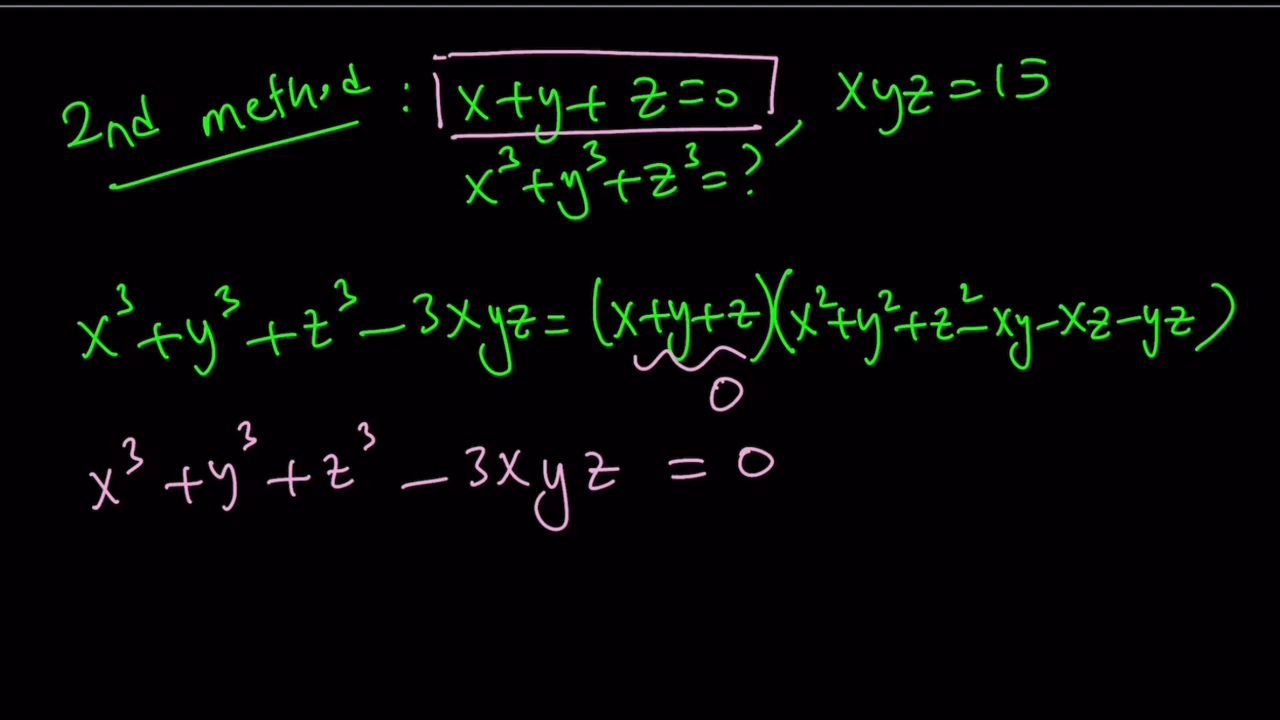 2nd method : x+y+z=0, xyz=15
x³+y³+z³=?
x³+y³+z³-3xyz=(x+y+z)(x²+y²+z²-xy-xz-yz)
0
x³+y³+z³-3xyz=0